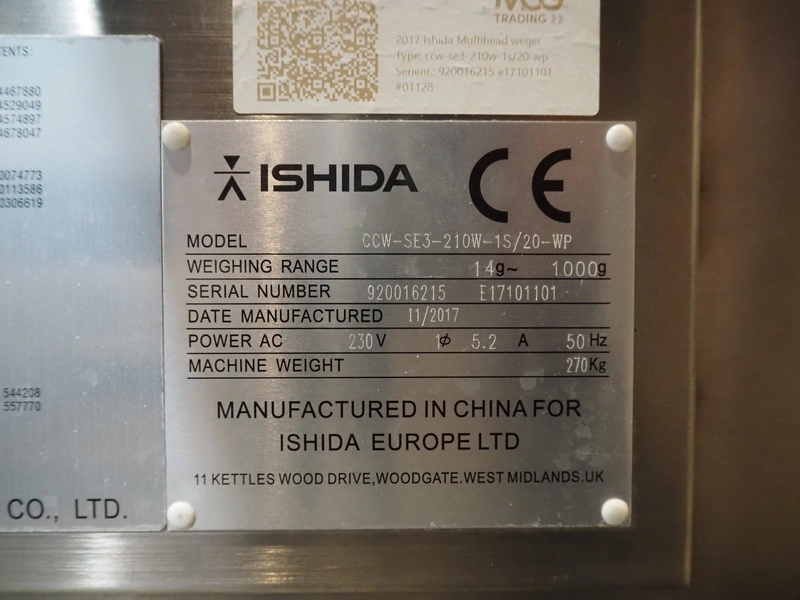 TRADING
2017 Ishida Multihead weger
Type: ccw-se3-210w-1s/20-wp
Serienr.: 920016215 e17101101
#01128
ENTENTS:
4467880
4529049
4574897
4678047
0074773
0113586
0306619
544208
557770
CO., LTD.
ISHIDA CE
MODEL CCW-SE3-210W-1S/20-WP
WEIGHING RANGE 14g~ 1000g
SERIAL NUMBER 920016215 E17101101
DATE MANUFACTURED 11/2017
POWER AC 230V 1ϕ 5.2 A 50Hz
MACHINE WEIGHT 270Kg
MANUFACTURED IN CHINA FOR
ISHIDA EUROPE LTD
11 KETTLES WOOD DRIVE,WOODGATE.WEST MIDLANDS.UK